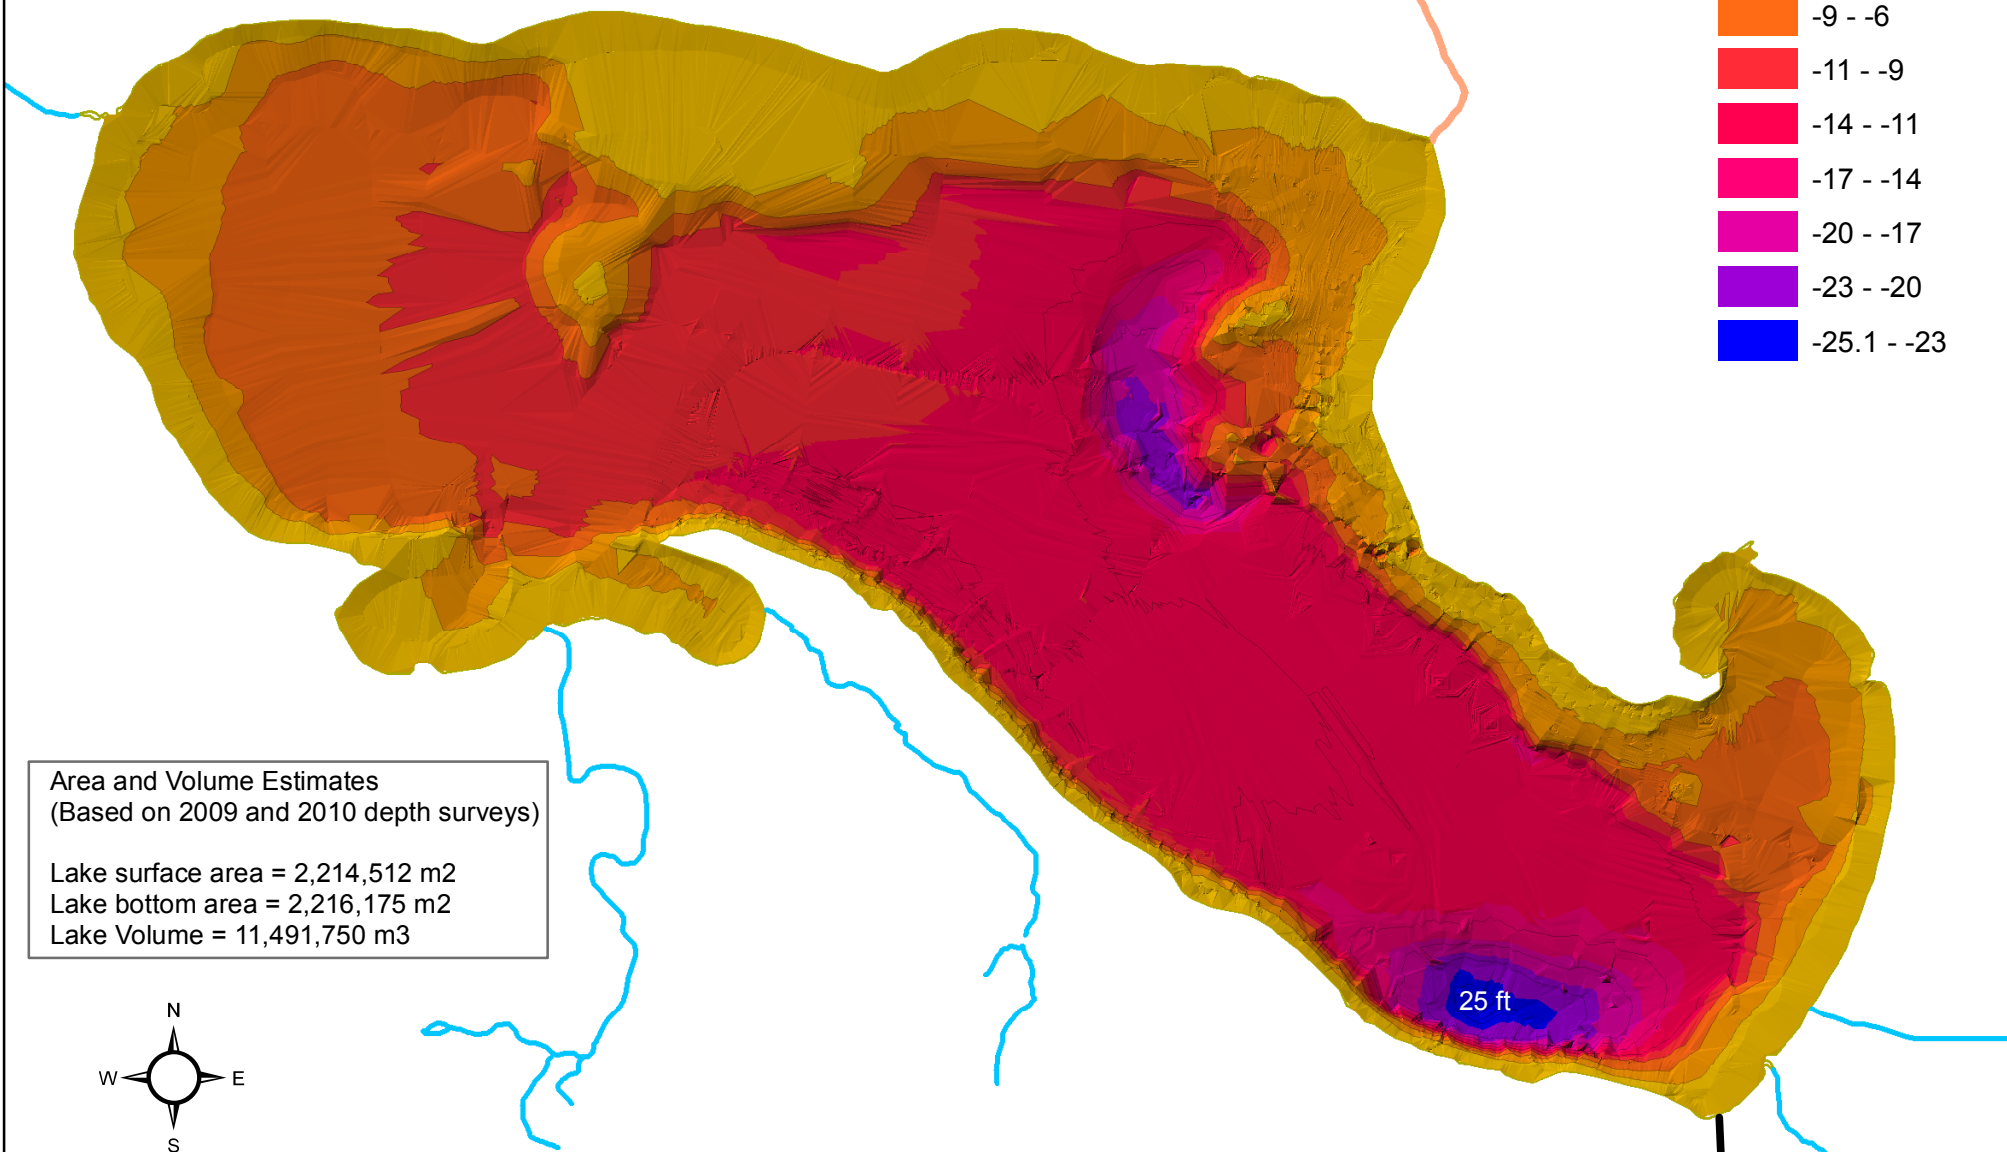 -9 - -6
-11 - -9
-14 - -11
-17 - -14
-20 - -17
-23 - -20
-25.1 - -23
Area and Volume Estimates
(Based on 2009 and 2010 depth surveys)
Lake surface area = 2,214,512 m2
Lake bottom area = 2,216,175 m2
Lake Volume = 11,491,750 m3
25 ft
N
W E
S